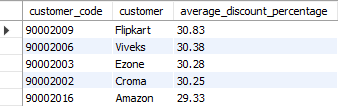 customer_code customer average_discount_percentage
90002009 Flipkart 30.83
90002006 Viveks 30.38
90002003 Ezone 30.28
90002002 Croma 30.25
90002016 Amazon 29.33